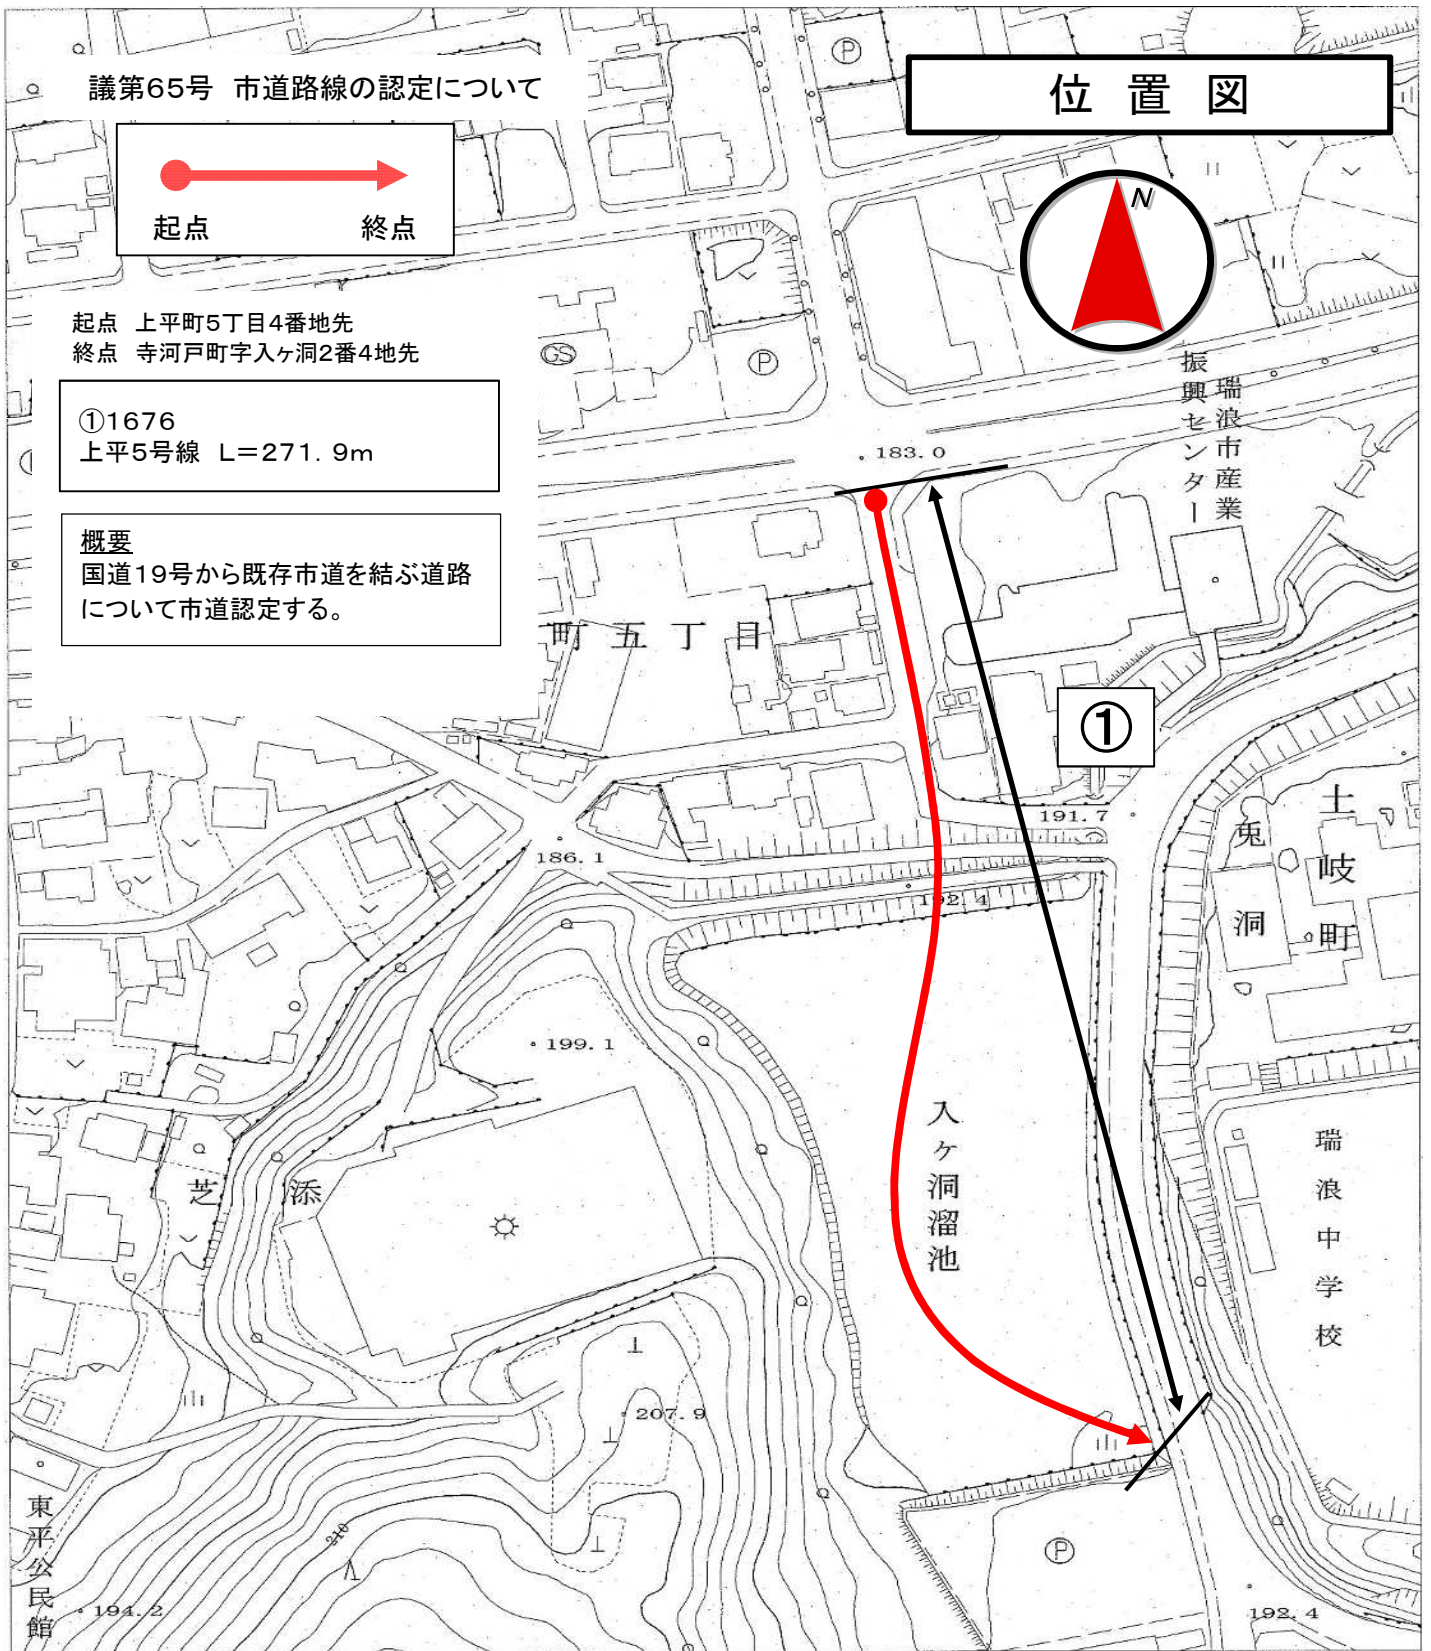 議第65号 市道路線の認定について
位 置 図
起点 終点
N
P
起点 上平町5丁目4番地先
終点 寺河戸町字入ヶ洞2番4地先
GS
P
①1676
上平5号線 L=271.9m
瑞浪市産業
振興センター
183.0
概要
国道19号から既存市道を結ぶ道路
について市道認定する。
町五丁目
①
191.7
土岐町
兎洞
186.1
192.4
199.1
入ヶ洞溜池
瑞浪中学校
芝添
207.9
210
P
東平公民館
194.2
192.4